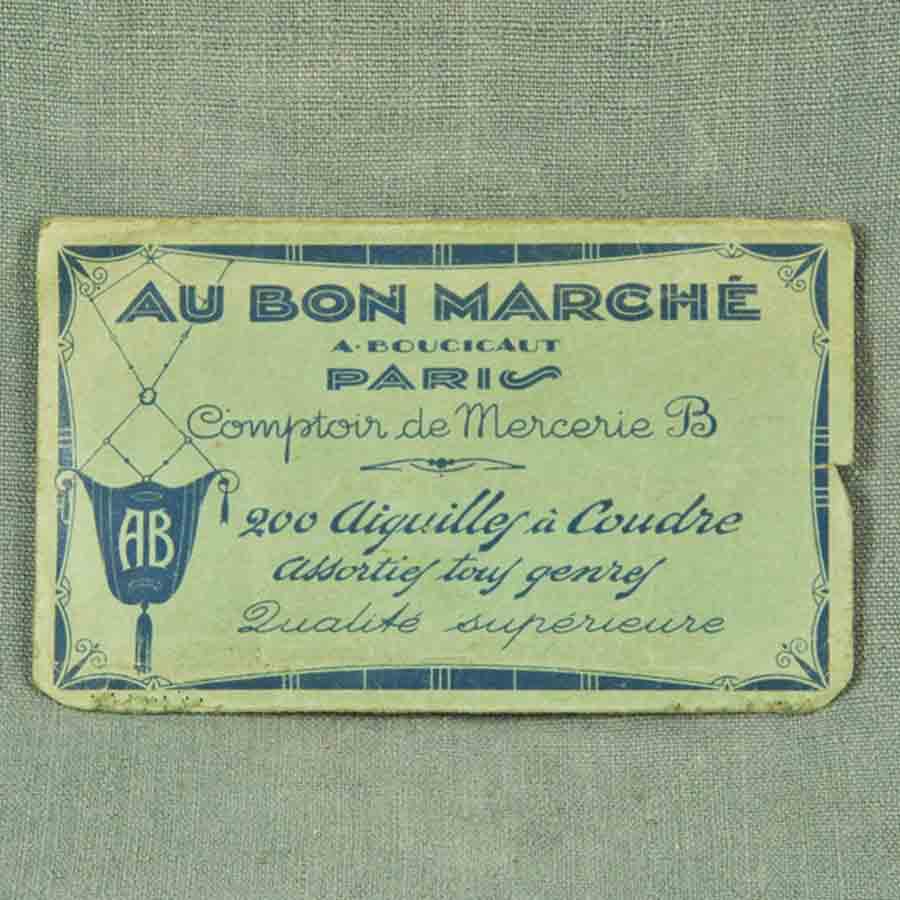 AU BON MARCHÉ
A. BOUCICAUT
PARIS
Comptoir de Mercerie B
AB
200 Aiguilles à Coudre
Assorties tous genres
Qualité supérieure